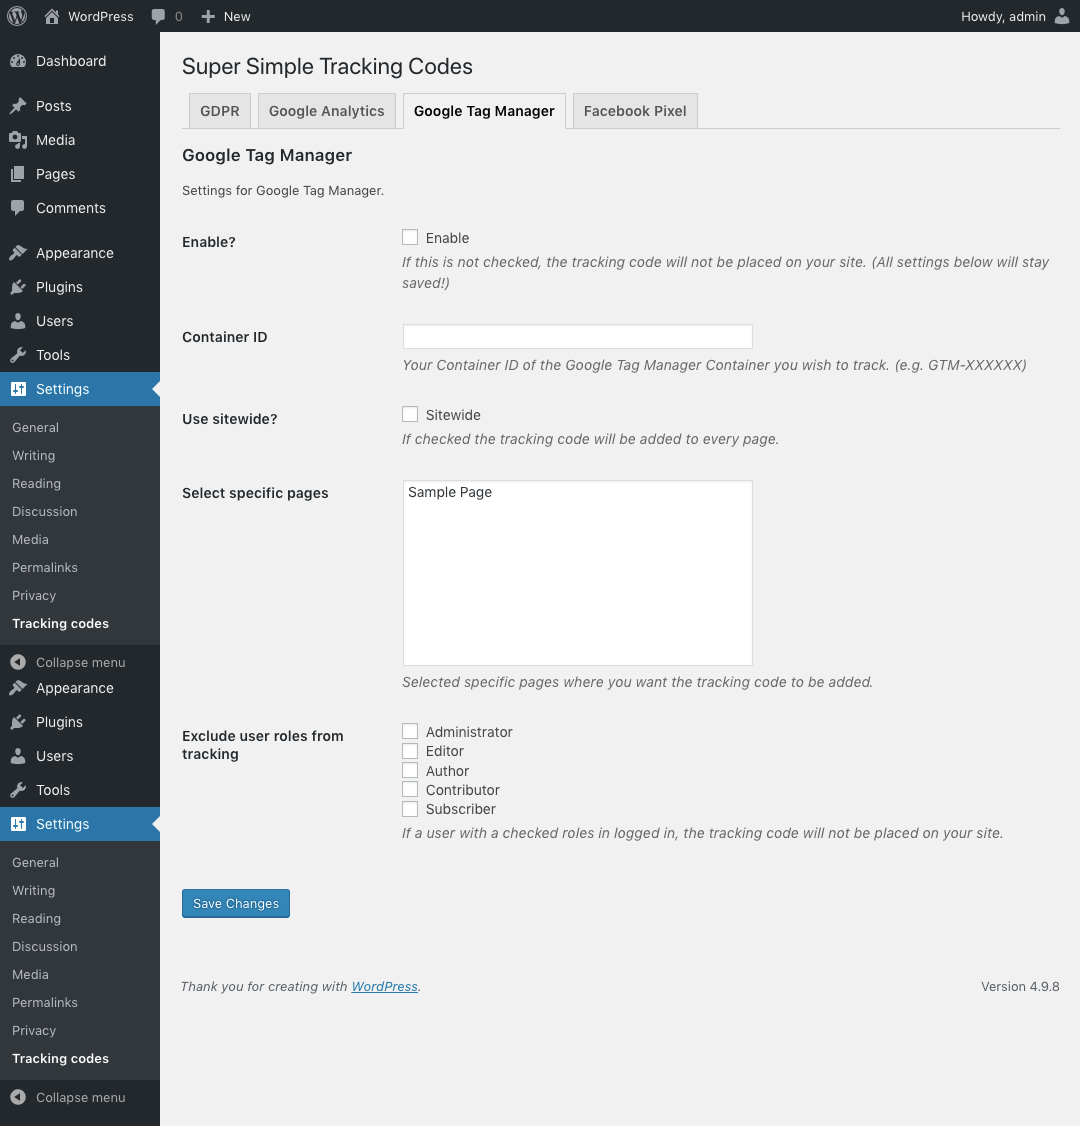 WordPress 0 New Howdy, admin
Dashboard
Posts
Media
Pages
Comments
Appearance
Plugins
Users
Tools
Settings
General
Writing
Reading
Discussion
Media
Permalinks
Privacy
Tracking codes
Collapse menu
Appearance
Plugins
Users
Tools
Settings
General
Writing
Reading
Discussion
Media
Permalinks
Privacy
Tracking codes
Collapse menu
Super Simple Tracking Codes
GDPR Google Analytics Google Tag Manager Facebook Pixel
Google Tag Manager
Settings for Google Tag Manager.
Enable? Enable
If this is not checked, the tracking code will not be placed on your site. (All settings below will stay
saved!)
Container ID
Your Container ID of the Google Tag Manager Container you wish to track. (e.g. GTM-XXXXXX)
Use sitewide? Sitewide
If checked the tracking code will be added to every page.
Select specific pages Sample Page
Selected specific pages where you want the tracking code to be added.
Exclude user roles from
tracking
Administrator
Editor
Author
Contributor
Subscriber
If a user with a checked roles in logged in, the tracking code will not be placed on your site.
Save Changes
Thank you for creating with WordPress. Version 4.9.8